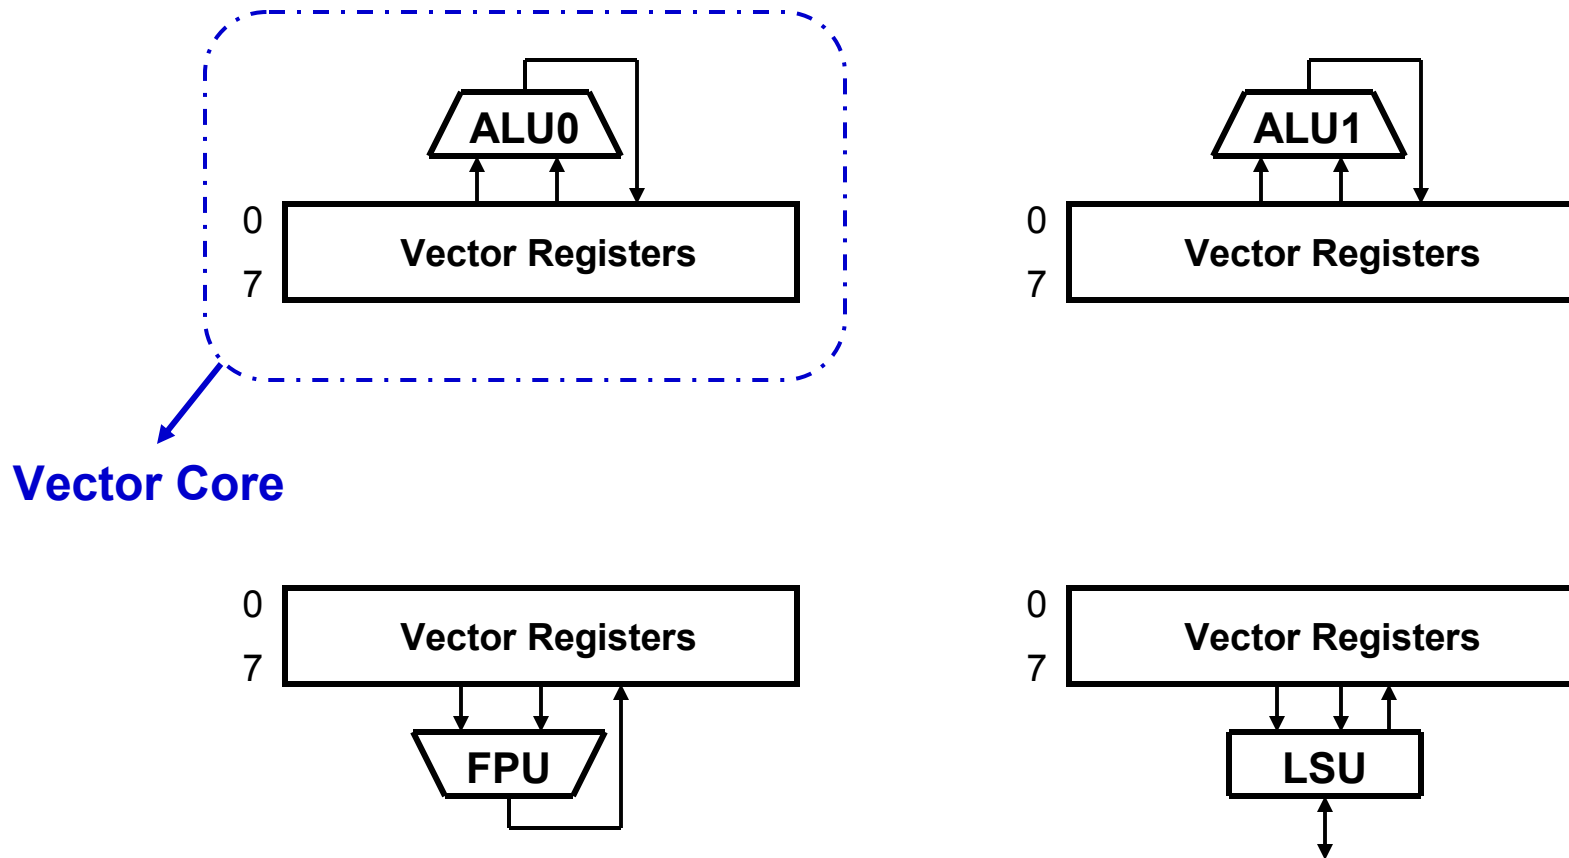 ALU0
ALU1
0
Vector Registers
7
0
Vector Registers
7
Vector Core
0
Vector Registers
7
0
Vector Registers
7
FPU
LSU